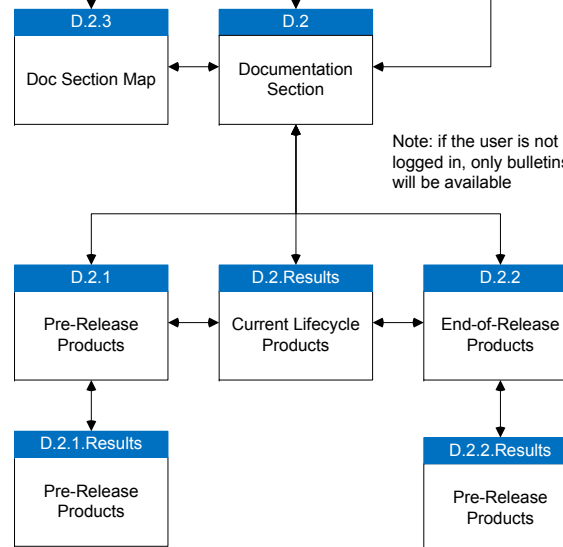 D.2.3
Doc Section Map
D.2
Documentation
Section
Note: if the user is not
logged in, only bulletins
will be available
D.2.1
Pre-Release
Products
D.2.Results
Current Lifecycle
Products
D.2.2
End-of-Release
Products
D.2.1.Results
Pre-Release
Products
D.2.2.Results
Pre-Release
Products